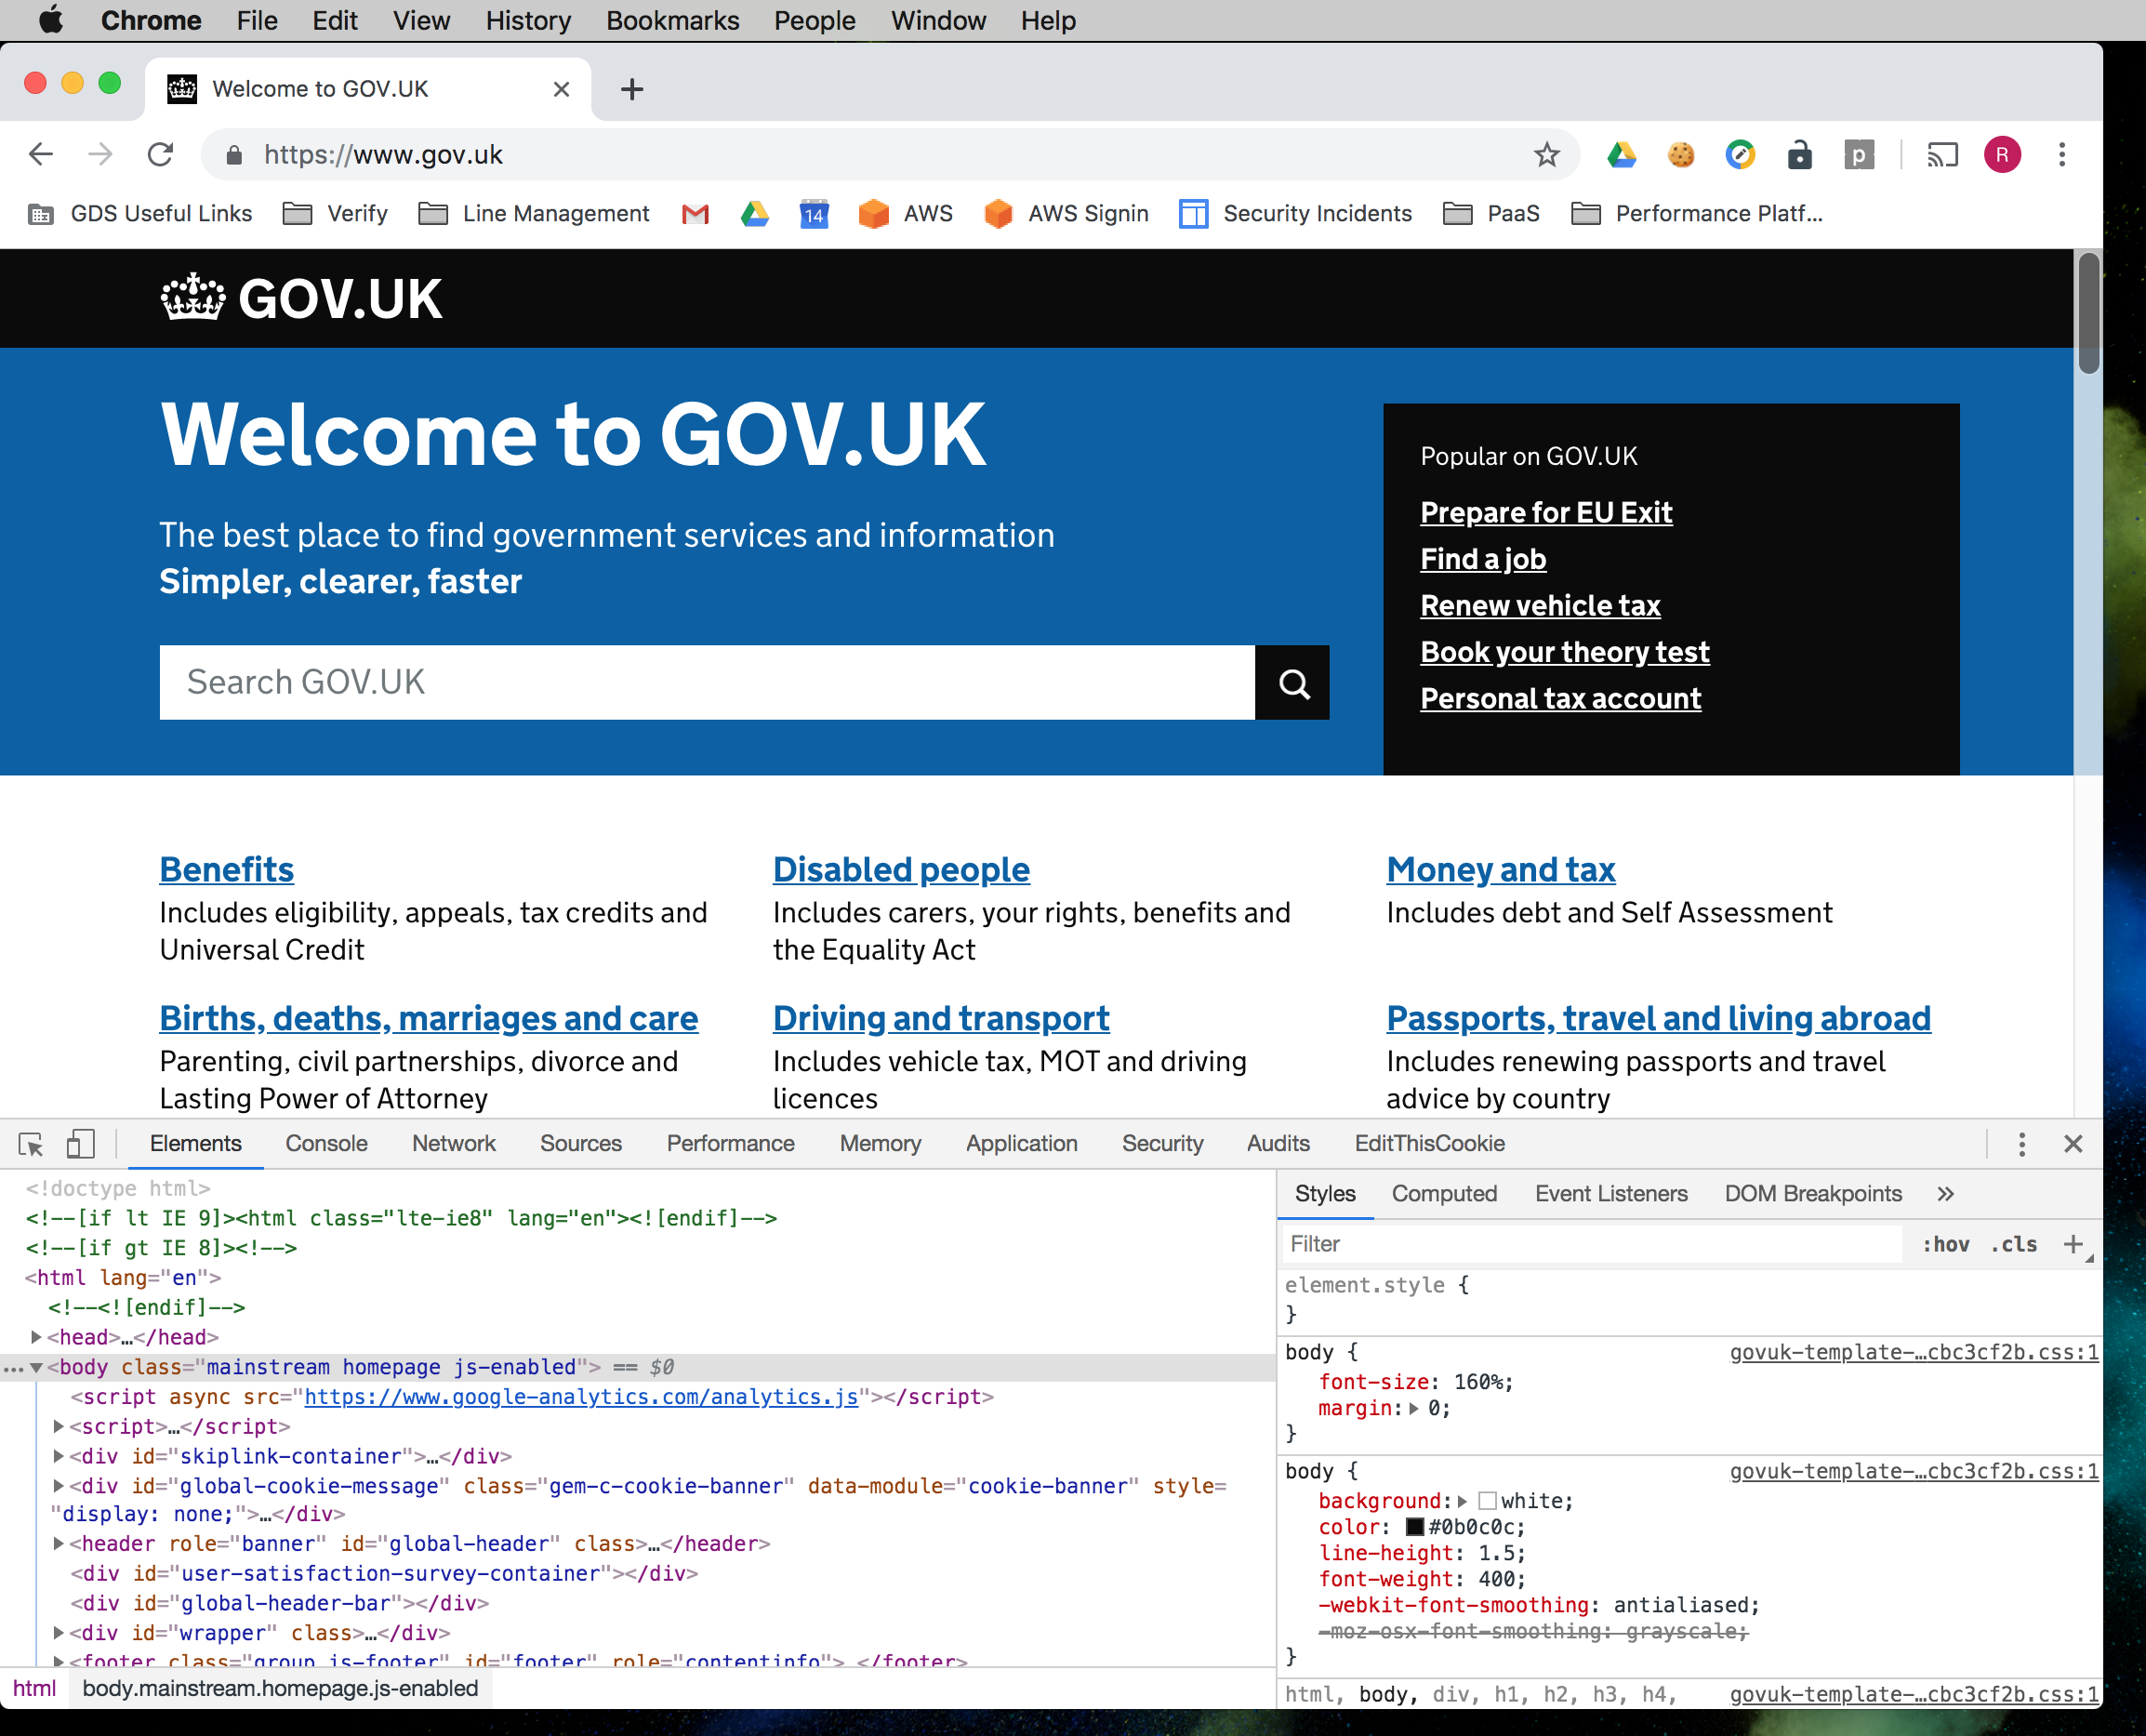 Chrome File Edit View History Bookmarks People Window Help
Welcome to GOV.UK
https://www.gov.uk
p
R
GDS Useful Links Verify Line Management 14 AWS AWS Signin Security Incidents PaaS Performance Platf...
GOV.UK
Welcome to GOV.UK
The best place to find government services and information
Simpler, clearer, faster
Search GOV.UK
Popular on GOV.UK
Prepare for EU Exit
Find a job
Renew vehicle tax
Book your theory test
Personal tax account
Benefits
Includes eligibility, appeals, tax credits and
Universal Credit
Disabled people
Includes carers, your rights, benefits and
the Equality Act
Money and tax
Includes debt and Self Assessment
Births, deaths, marriages and care
Parenting, civil partnerships, divorce and
Lasting Power of Attorney
Driving and transport
Includes vehicle tax, MOT and driving
licences
Passports, travel and living abroad
Includes renewing passports and travel
advice by country
Elements Console Network Sources Performance Memory Application Security Audits EditThisCookie
<!doctype html>
<!--[if lt IE 9]><html class="lte-ie8" lang="en"><![endif]-->
<!--[if gt IE 8]><!-->
<html lang="en">
<!--<![endif]-->
<head>…</head>
<body class="mainstream homepage js-enabled"> == $0
<script async src="https://www.google-analytics.com/analytics.js"></script>
<script>…</script>
<div id="skiplink-container">…</div>
<div id="global-cookie-message" class="gem-c-cookie-banner" data-module="cookie-banner" style=
"display: none;">…</div>
<header role="banner" id="global-header" class>…</header>
<div id="user-satisfaction-survey-container"></div>
<div id="global-header-bar"></div>
<div id="wrapper" class>…</div>
<footer class="group js-footer" id="footer" role="contentinfo">…</footer>
html body.mainstream.homepage.js-enabled
Styles Computed Event Listeners DOM Breakpoints »
Filter :hov .cls +
element.style {
}
body { govuk-template-…cbc3cf2b.css:1
font-size: 160%;
margin: 0;
}
body { govuk-template-…cbc3cf2b.css:1
background: white;
color: #0b0c0c;
line-height: 1.5;
font-weight: 400;
-webkit-font-smoothing: antialiased;
-moz-osx-font-smoothing: grayscale;
}
html, body, div, h1, h2, h3, h4, govuk-template-…cbc3cf2b.css:1